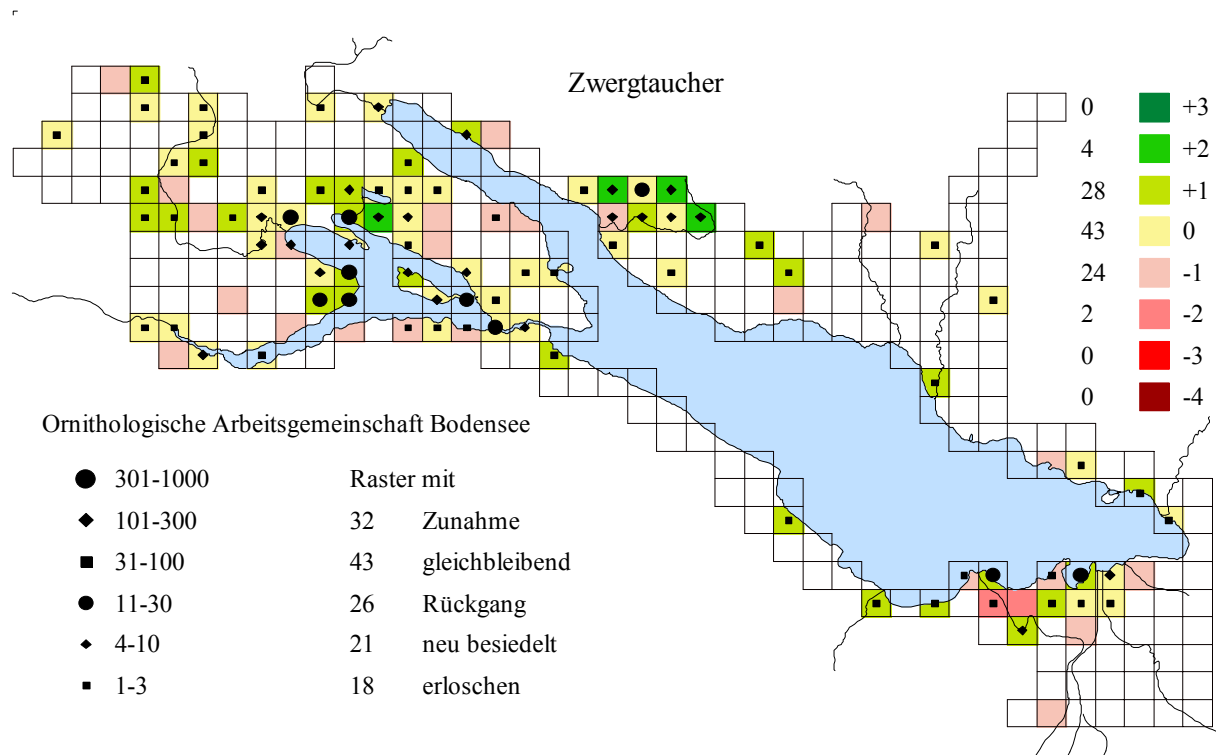 Zwergtaucher
0 +3
4 +2
28 +1
43 0
24 -1
2 -2
0 -3
0 -4
Ornithologische Arbeitsgemeinschaft Bodensee
301-1000 Raster mit
101-300 32 Zunahme
31-100 43 gleichbleibend
11-30 26 Rückgang
4-10 21 neu besiedelt
1-3 18 erloschen